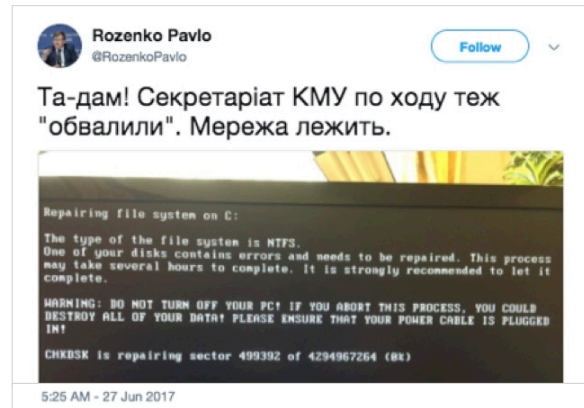 Rozenko Pavlo
@RozenkoPavlo
Follow
Та-дам! Секретаріат КМУ по ходу теж
"обвалили". Мережа лежить.
Repairing file system on C:
The type of the file system is NTFS.
One of your disks contains errors and needs to be repaired. This process
may take several hours to complete. It is strongly recommended to let it
complete.
WARNING: DO NOT TURN OFF YOUR PC! IF YOU ABORT THIS PROCESS, YOU COULD
DESTROY ALL OF YOUR DATA! PLEASE ENSURE THAT YOUR POWER CABLE IS PLUGGED
IN!
CHKDSK is repairing sector 499392 of 4294967264 (0%)
5:25 AM - 27 Jun 2017